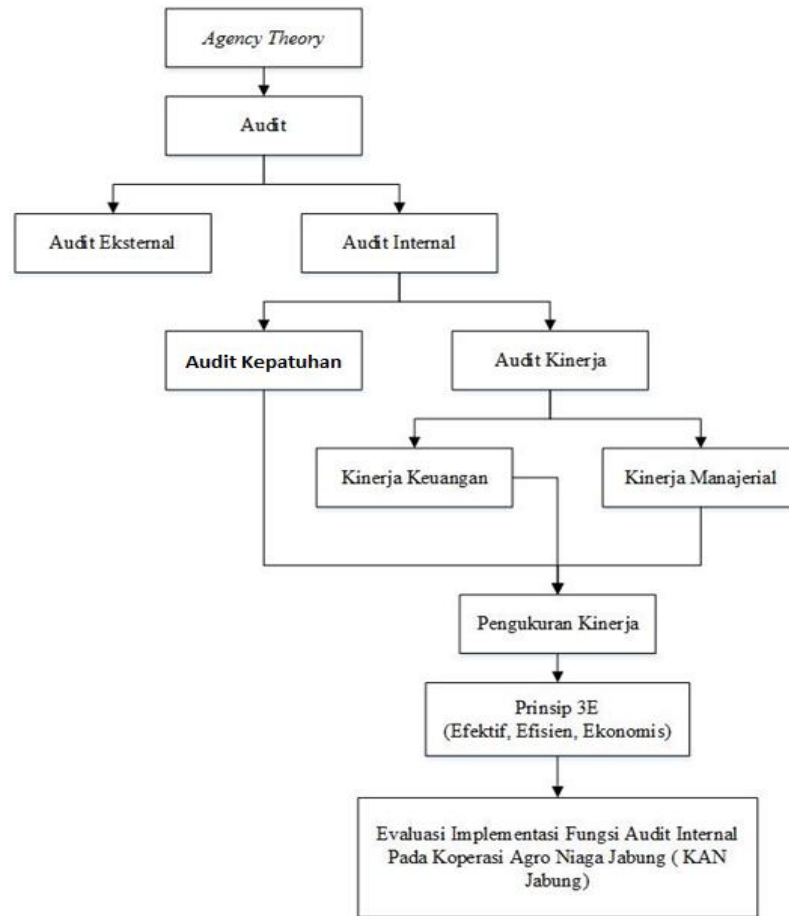 Agency Theory
Audit
Audit Eksternal
Audit Internal
Audit Kepatuhan
Audit Kinerja
Kinerja Keuangan
Kinerja Manajerial
Pengukuran Kinerja
Prinsip 3E
(Efektif, Efisien, Ekonomis)
Evaluasi Implementasi Fungsi Audit Internal
Pada Koperasi Agro Niaga Jabung ( KAN
Jabung)